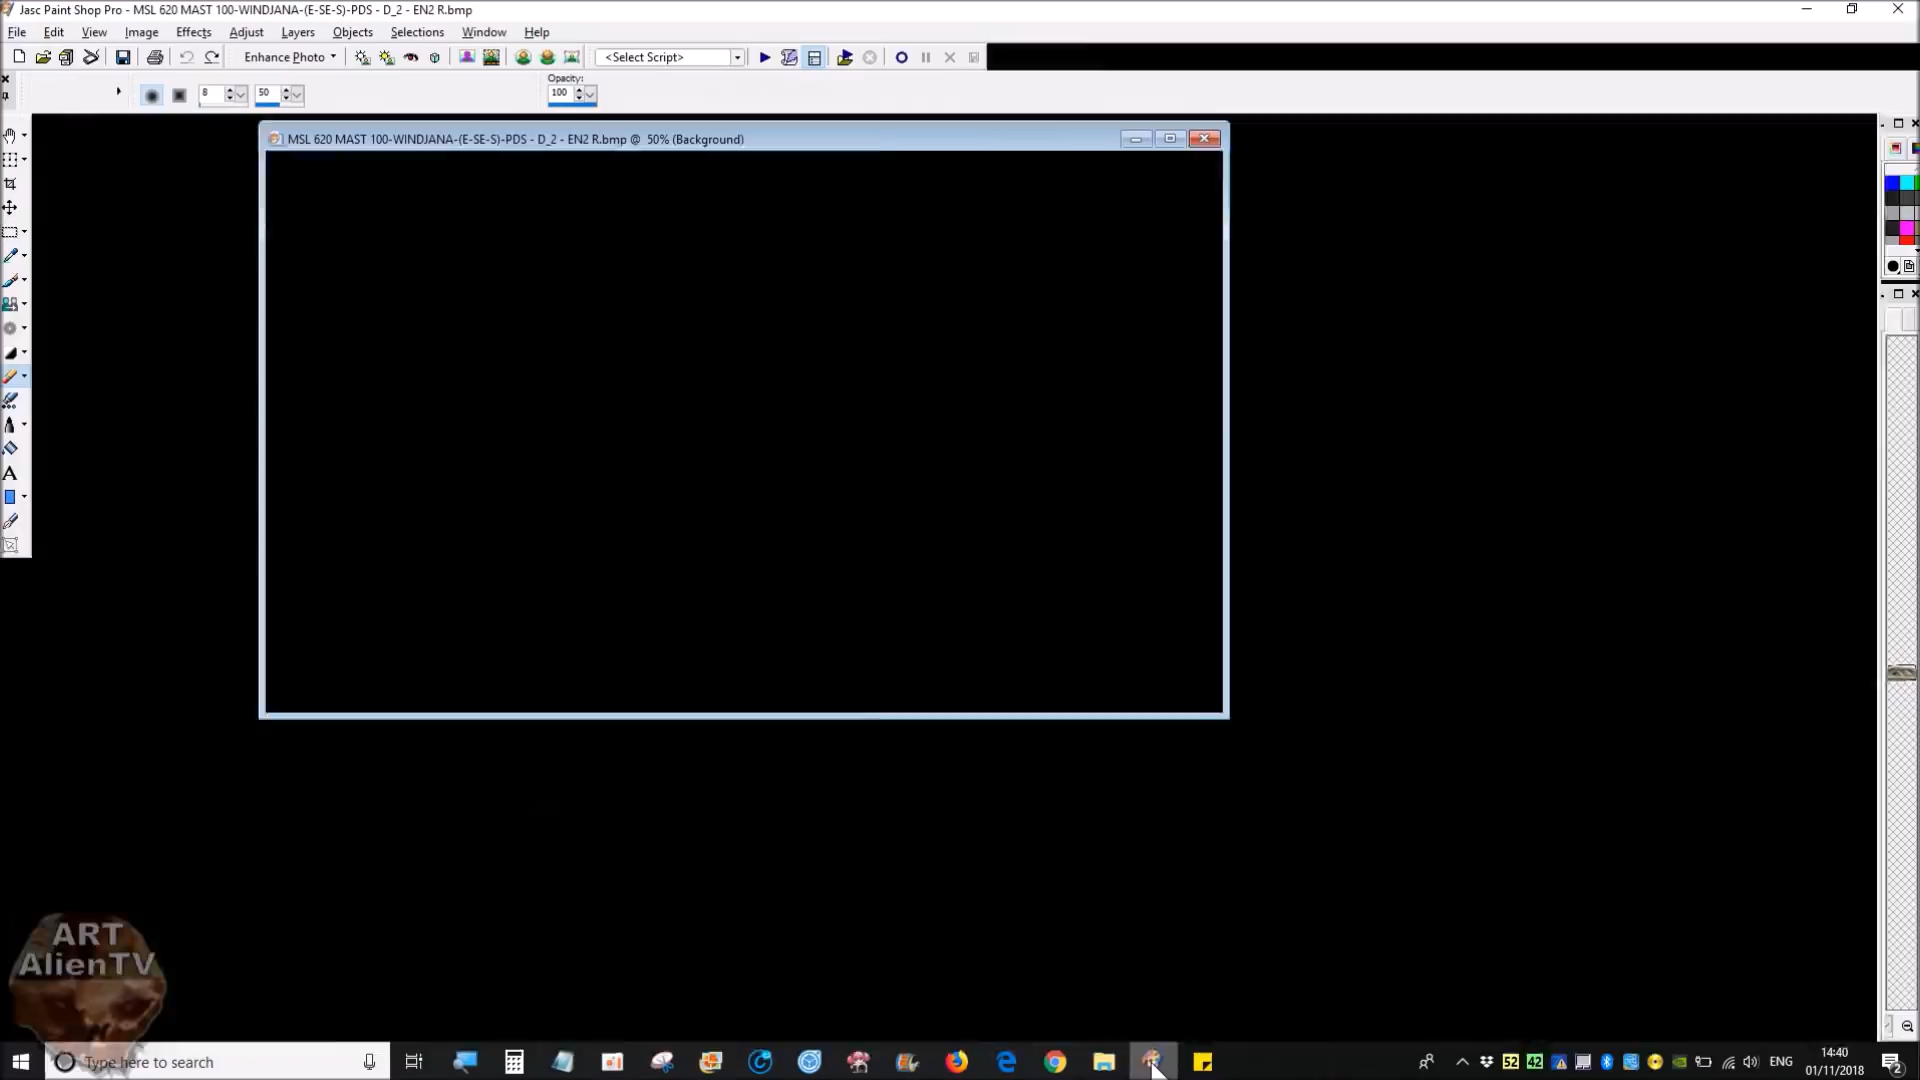 Jasc Paint Shop Pro - MSL 620 MAST 100-WINDJANA-(E-SE-S)-PDS - D_2 - EN2 R.bmp
File Edit View Image Effects Adjust Layers Objects Selections Window Help
Enhance Photo <Select Script>
Opacity:
8 50 100
MSL 620 MAST 100-WINDJANA-(E-SE-S)-PDS - D_2 - EN2 R.bmp @ 50% (Background)
A
ART
AlienTV
Type here to search
52 42 ENG 14:40
01/11/2018
2